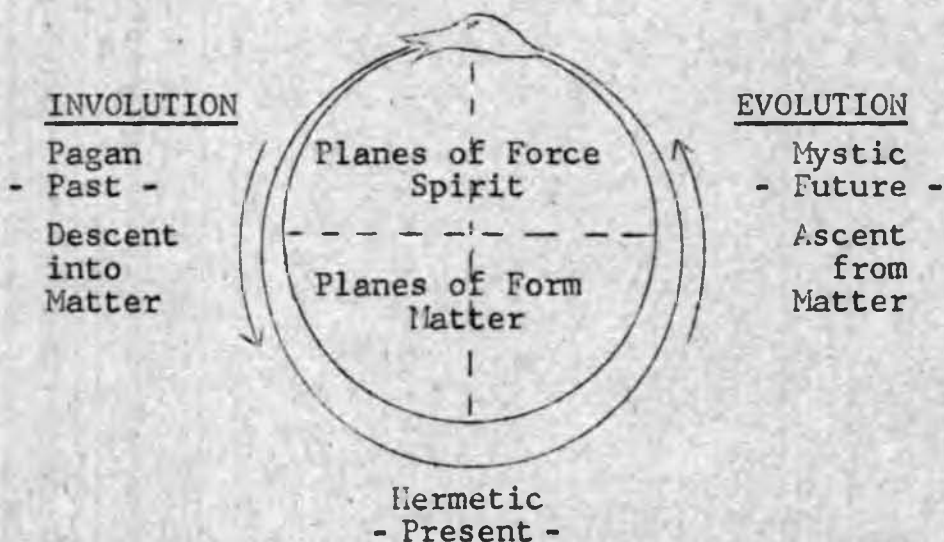 INVOLUTION
Pagan
- Past -
Descent
into
Matter
Planes of Force
Spirit
Planes of Form
Matter
EVOLUTION
Mystic
- Future -
Ascent
from
Matter
Hermetic
- Present -